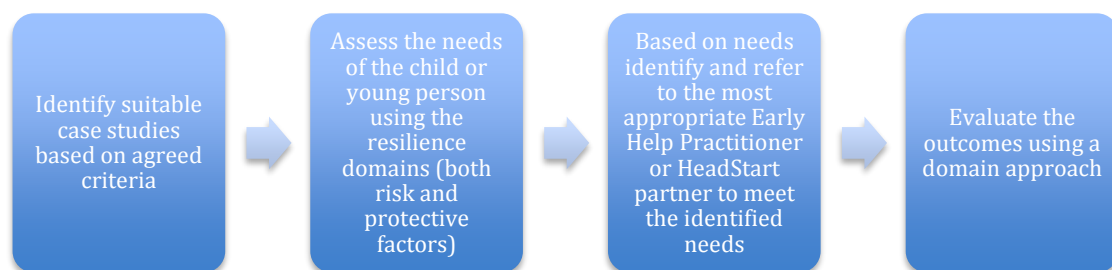 Identify suitable
case studies
based on agreed
criteria
Assess the needs
of the child or
young person
using the
resilience
domains (both
risk and
protective
factors)
Based on needs
identify and refer
to the most
appropriate Early
Help Practitioner
or HeadStart
partner to meet
the identified
needs
Evaluate the
outcomes using a
domain approach